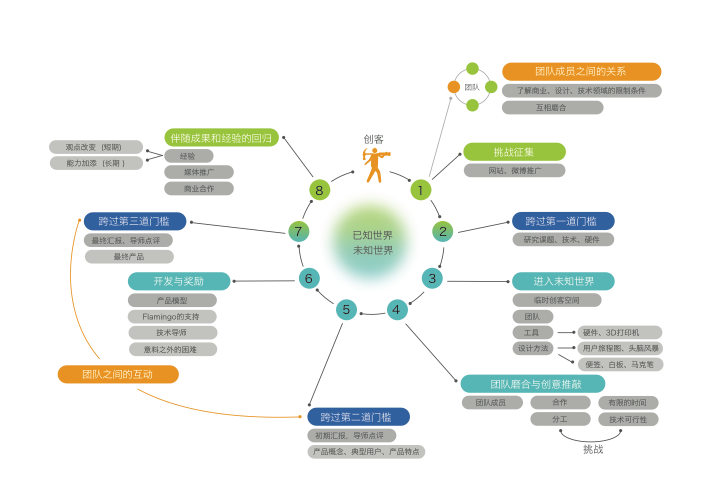 团队成员之间的关系
团队
了解商业、设计、技术领域的限制条件
互相磨合
创客
伴随成果和经验的回归
观点改变 (短期)
能力加添 (长期)
经验
媒体推广
商业合作
挑战征集
网站、微博推广
8
1
跨过第三道门槛
最终汇报、导师点评
最终产品
7
2
跨过第一道门槛
研究课题、技术、硬件
已知世界
未知世界
开发与奖励
产品模型
Flamingo的支持
技术导师
意料之外的困难
6
3
进入未知世界
临时创客空间
团队
工具
硬件、3D打印机
设计方法
用户旅程图、头脑风暴
便签、白板、马克笔
5
4
团队之间的互动
团队磨合与创意推敲
团队成员
合作
有限的时间
分工
技术可行性
挑战
跨过第二道门槛
初期汇报、导师点评
产品概念、典型用户、产品特点